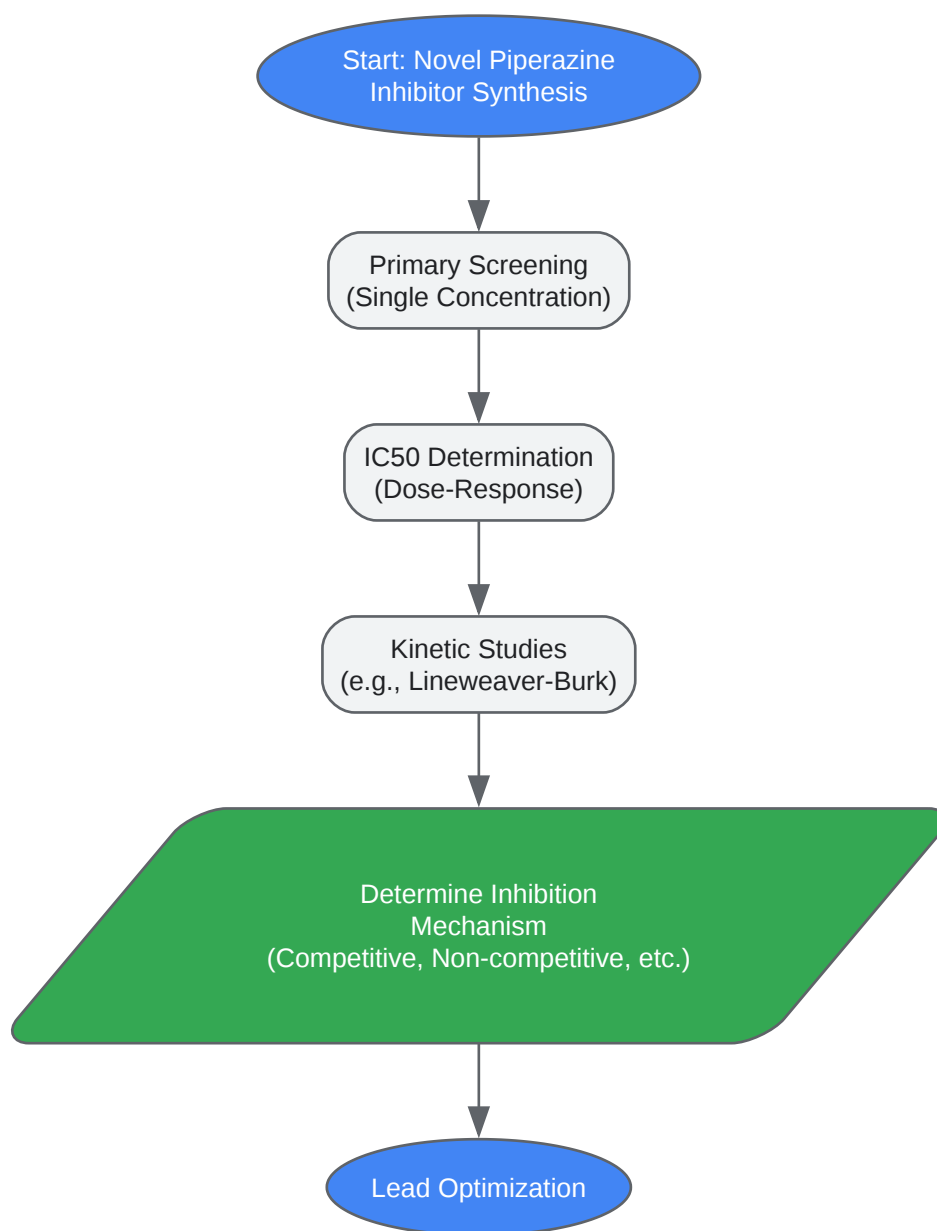 Start: Novel Piperazine
Inhibitor Synthesis
Primary Screening
(Single Concentration)
IC50 Determination
(Dose-Response)
Kinetic Studies
(e.g., Lineweaver-Burk)
Determine Inhibition
Mechanism
(Competitive, Non-competitive, etc.)
Lead Optimization